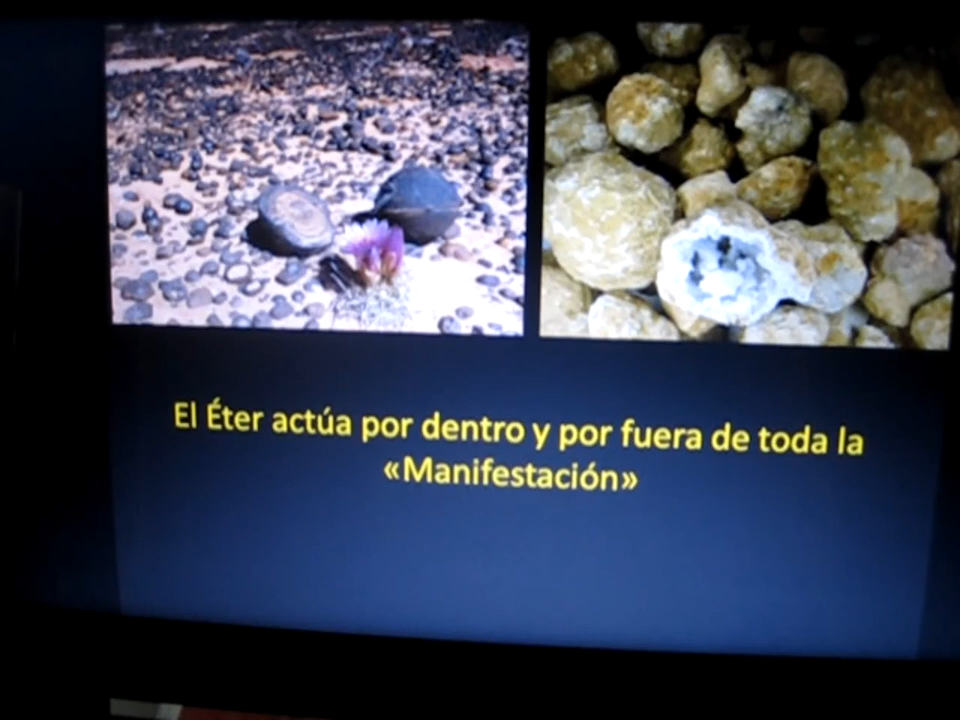 El Éter actúa por dentro y por fuera de toda la
«Manifestación»